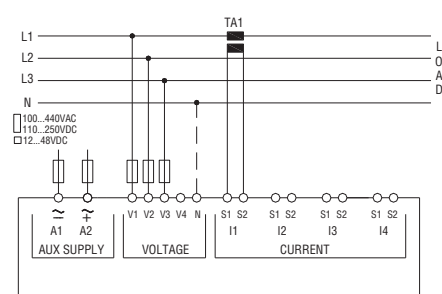 TA1
L1
L2
L3
N
LOAD
100...440VAC
110...250VDC
12...48VDC
V1 V2 V3 V4 N S1 S2 S1 S2 S1 S2 S1 S2
A1 A2 I1 I2 I3 I4
AUX SUPPLY VOLTAGE CURRENT